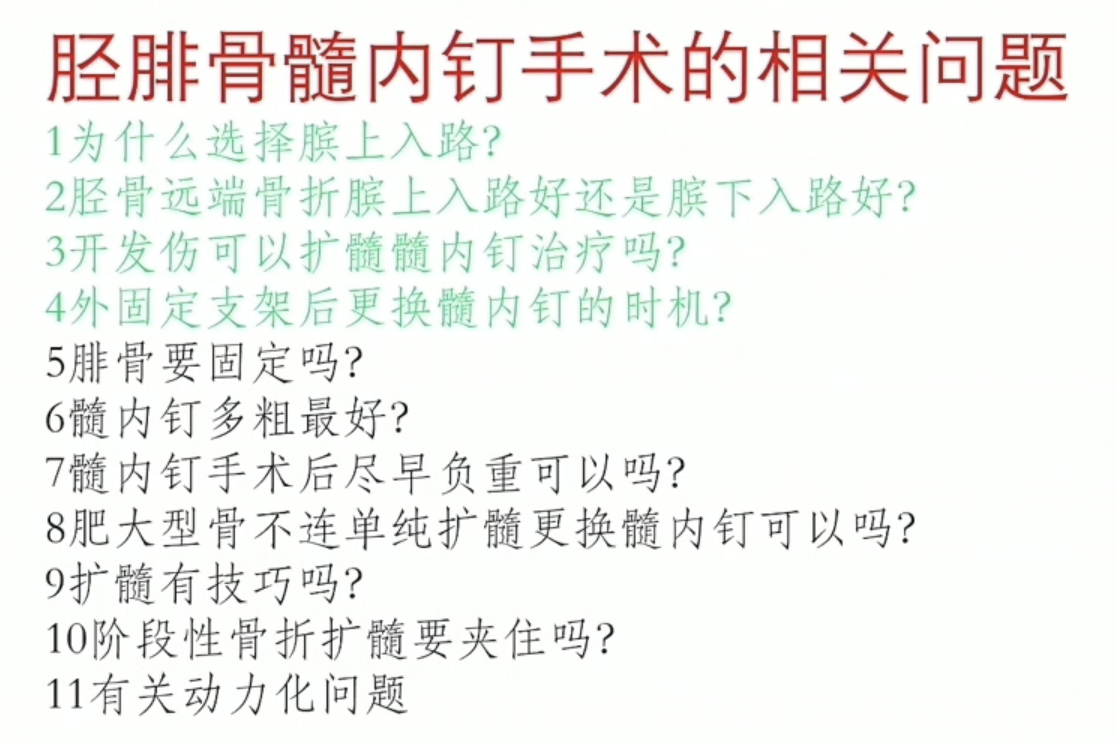 胫腓骨髓内钉手术的相关问题
1为什么选择髌上入路?
2胫骨远端骨折髌上入路好还是髌下入路好?
3开发伤可以扩髓髓内钉治疗吗?
4外固定支架后更换髓内钉的时机?
5腓骨要固定吗?
6髓内钉多粗最好?
7髓内钉手术后尽早负重可以吗?
8肥大型骨不连单纯扩髓更换髓内钉可以吗?
9扩髓有技巧吗?
10阶段性骨折扩髓要夹住吗?
11有关动力化问题